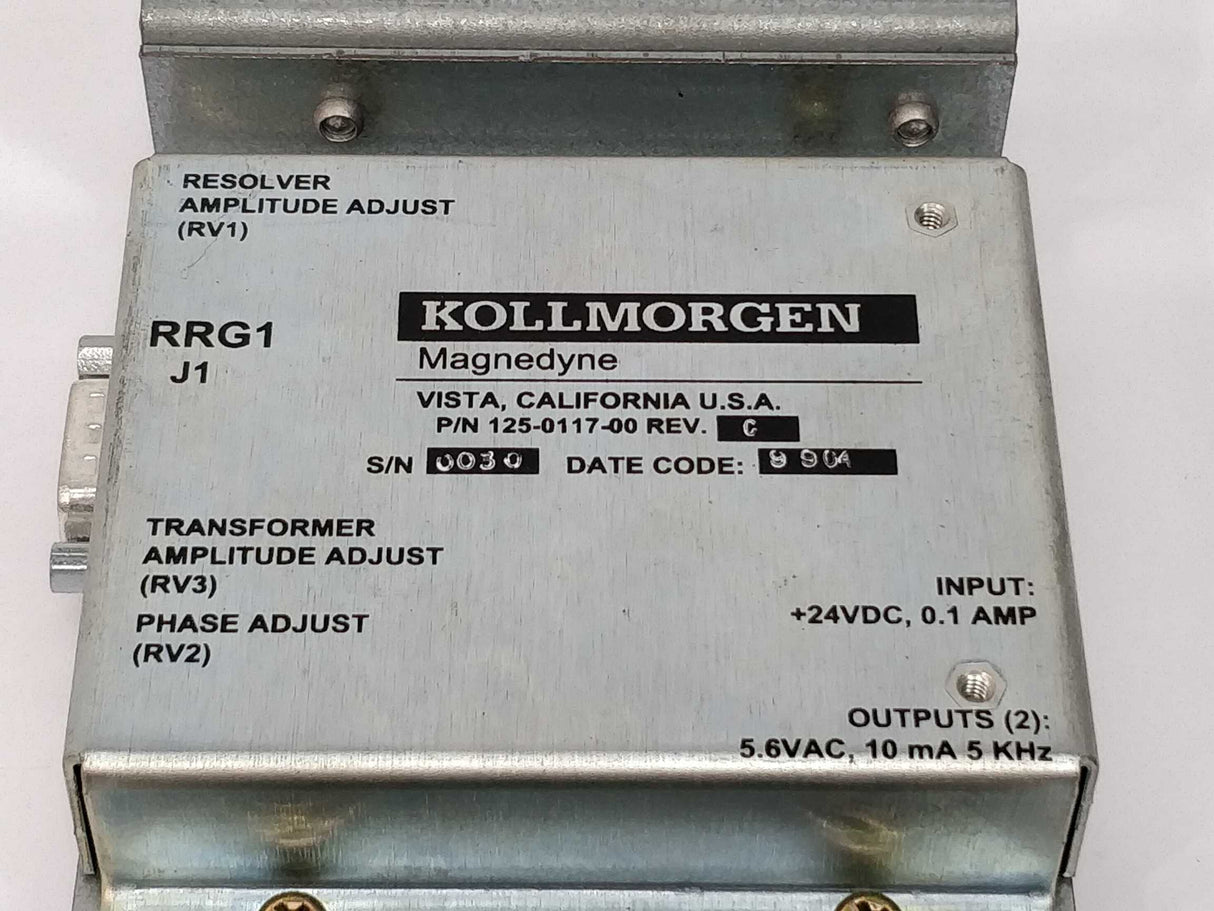 RESOLVER
AMPLITUDE ADJUST
(RV1)
RRG1
J1
KOLLMORGEN
Magnedyne
VISTA, CALIFORNIA U.S.A.
P/N 125-0117-00 REV. C
S/N 0030 DATE CODE: 9904
TRANSFORMER
AMPLITUDE ADJUST
(RV3)
PHASE ADJUST
(RV2)
INPUT:
+24VDC, 0.1 AMP
OUTPUTS (2):
5.6VAC, 10 mA 5 KHz